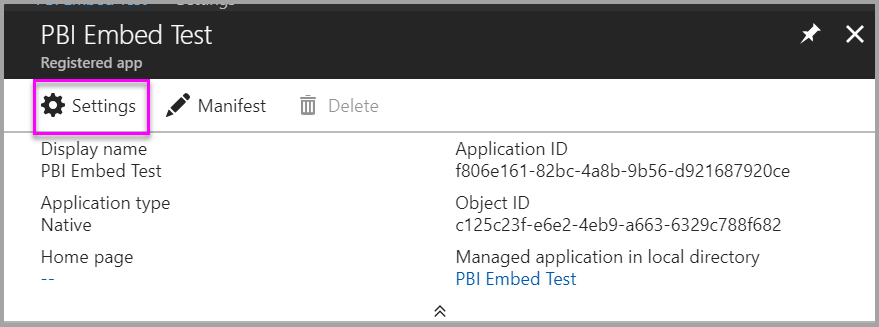 PBI Embed Test
Registered app
Settings Manifest Delete
Display name
PBI Embed Test
Application ID
f806e161-82bc-4a8b-9b56-d921687920ce
Application type
Native
Object ID
c125c23f-e6e2-4eb9-a663-6329c788f682
Home page
--
Managed application in local directory
PBI Embed Test